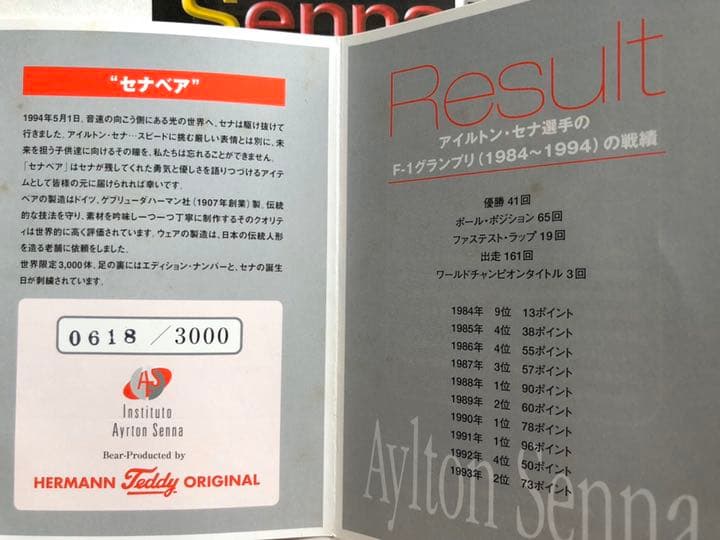 Senna
“セナベア”
1994年5月1日、音速の向こう側にある光の世界へ、セナは駆け抜けて
行きました。アイルトン・セナ…スピードに挑む厳しい表情とは別に、未
来を担う子供達に向けるその瞳を、私たちは忘れることができません。
「セナベア」はセナが残してくれた勇気と優しさを語りつづけるアイテ
ムとして皆様の元に届けられれば幸いです。
ベアの製造はドイツ、ゲブリューダハーマン社（1907年創業）製。伝統
的な技法を守り、素材を吟味し一つ一つ丁寧に制作するそのクオリテ
ィは世界的に高く評価されています。ウェアの製造は、日本の伝統人形
を造る老舗に依頼をしました。
世界限定3,000体。足の裏にはエディション・ナンバーと、セナの誕生
日が刺繍されています。
0618 / 3000
AS
Instituto
Ayrton Senna
Bear-Produced by
HERMANN Teddy ORIGINAL
Result
アイルトン・セナ選手の
F-1グランプリ（1984〜1994）の戦績
優勝 41回
ポール・ポジション 65回
ファステスト・ラップ 19回
出走 161回
ワールドチャンピオンタイトル 3回
1984年 9位 13ポイント
1985年 4位 38ポイント
1986年 4位 55ポイント
1987年 3位 57ポイント
1988年 1位 90ポイント
1989年 2位 60ポイント
1990年 1位 78ポイント
1991年 1位 96ポイント
1992年 4位 50ポイント
1993年 2位 73ポイント
Aylton Senna